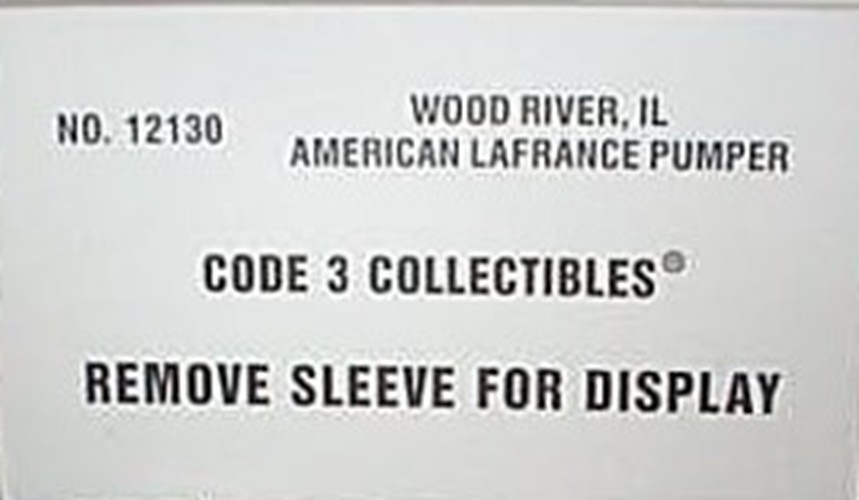 NO. 12130
WOOD RIVER, IL
AMERICAN LAFRANCE PUMPER
CODE 3 COLLECTIBLES®
REMOVE SLEEVE FOR DISPLAY